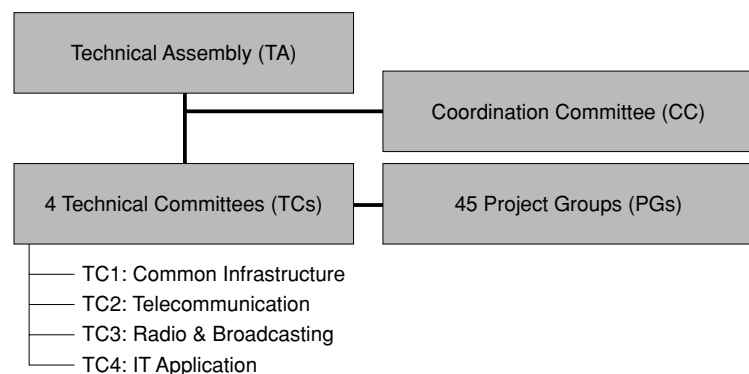 Technical Assembly (TA)
Coordination Committee (CC)
4 Technical Committees (TCs)
45 Project Groups (PGs)
TC1: Common Infrastructure
TC2: Telecommunication
TC3: Radio & Broadcasting
TC4: IT Application